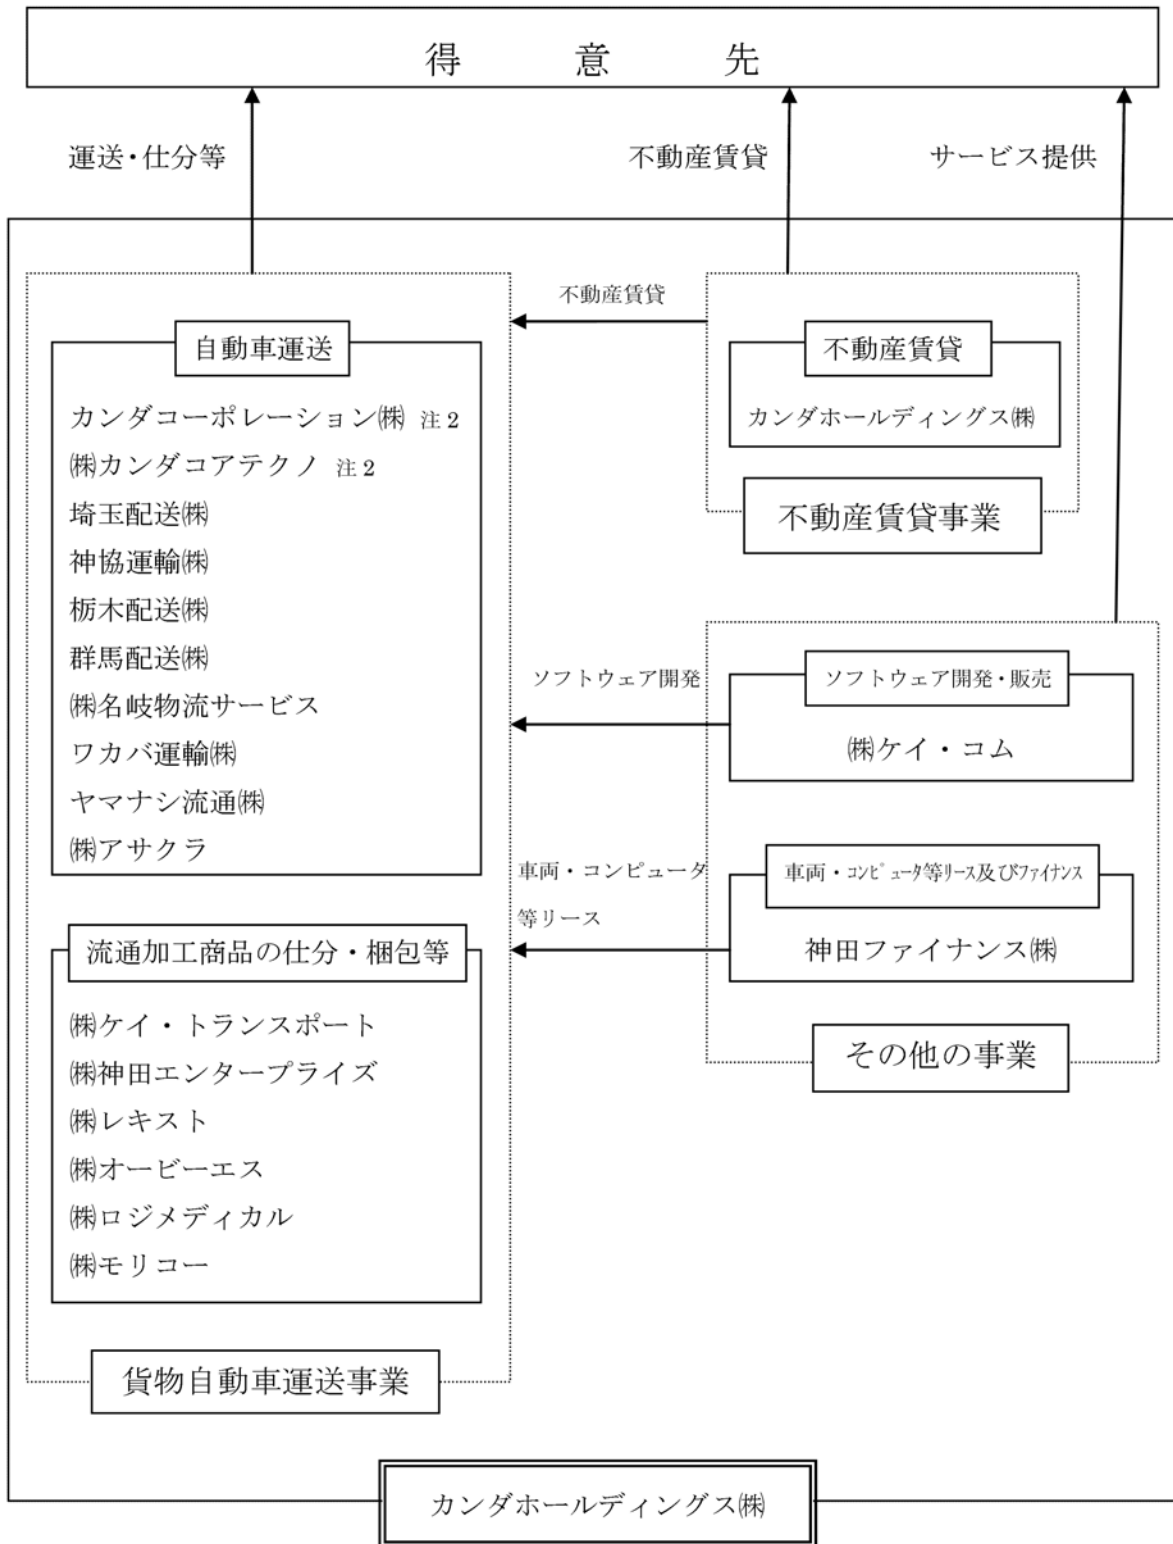 得意先
運送・仕分等
不動産賃貸
サービス提供
不動産賃貸
自動車運送
カンダコーポレーション㈱ 注2
㈱カンダコアテクノ 注2
埼玉配送㈱
神協運輸㈱
栃木配送㈱
群馬配送㈱
㈱名岐物流サービス
ワカバ運輸㈱
ヤマナシ流通㈱
㈱アサクラ
流通加工商品の仕分・梱包等
㈱ケイ・トランスポート
㈱神田エンタープライズ
㈱レキスト
㈱オービーエス
㈱ロジメディカル
㈱モリコー
貨物自動車運送事業
不動産賃貸
カンダホールディングス㈱
不動産賃貸事業
ソフトウェア開発
ソフトウェア開発・販売
㈱ケイ・コム
車両・コンピュータ
等リース
車両・ｺﾝﾋﾟｭｰﾀ等ﾘｰｽ及びﾌｧｲﾅﾝｽ
神田ファイナンス㈱
その他の事業
カンダホールディングス㈱